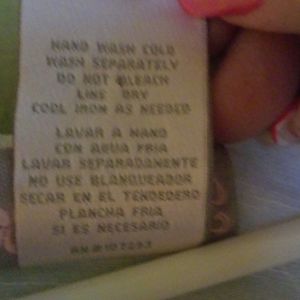 HAND WASH COLD
WASH SEPARATELY
DO NOT BLEACH
LINE DRY
COOL IRON AS NEEDED
LAVAR A MANO
CON AGUA FRIA
LAVAR SEPARADANENTE
NO USE BLANQUEADOR
SECAR EN EL TENDEDERO
PLANCHA FRIA
SI ES NECESARIO